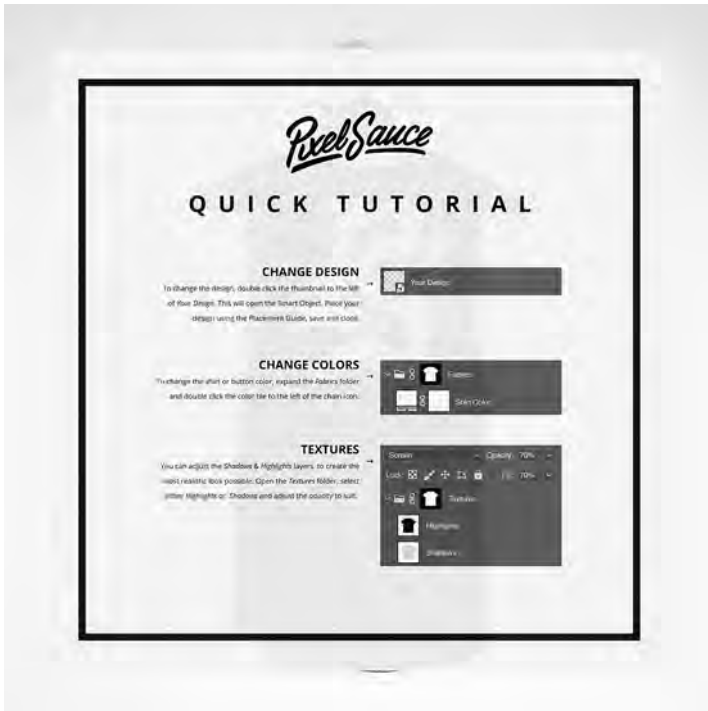 PixelSauce
QUICK TUTORIAL
CHANGE DESIGN
To change the design, double click the thumbnail to the left
of Your Design. This will open the Smart Object. Place your
design using the Placement Guide, save and close.
→
Your Design
CHANGE COLORS
To change the shirt or button color, expand the Fabrics folder
and double click the color tile to the left of the chain icon.
→
Fabrics
Shirt Color
TEXTURES
You can adjust the Shadows & Highlights layers, to create the
most realistic look possible. Open the Textures folder, select
either Highlights or Shadows and adjust the opacity to suit.
→
Screen Opacity: 70%
Lock: Fill: 70%
Textures
Highlights
Shadows